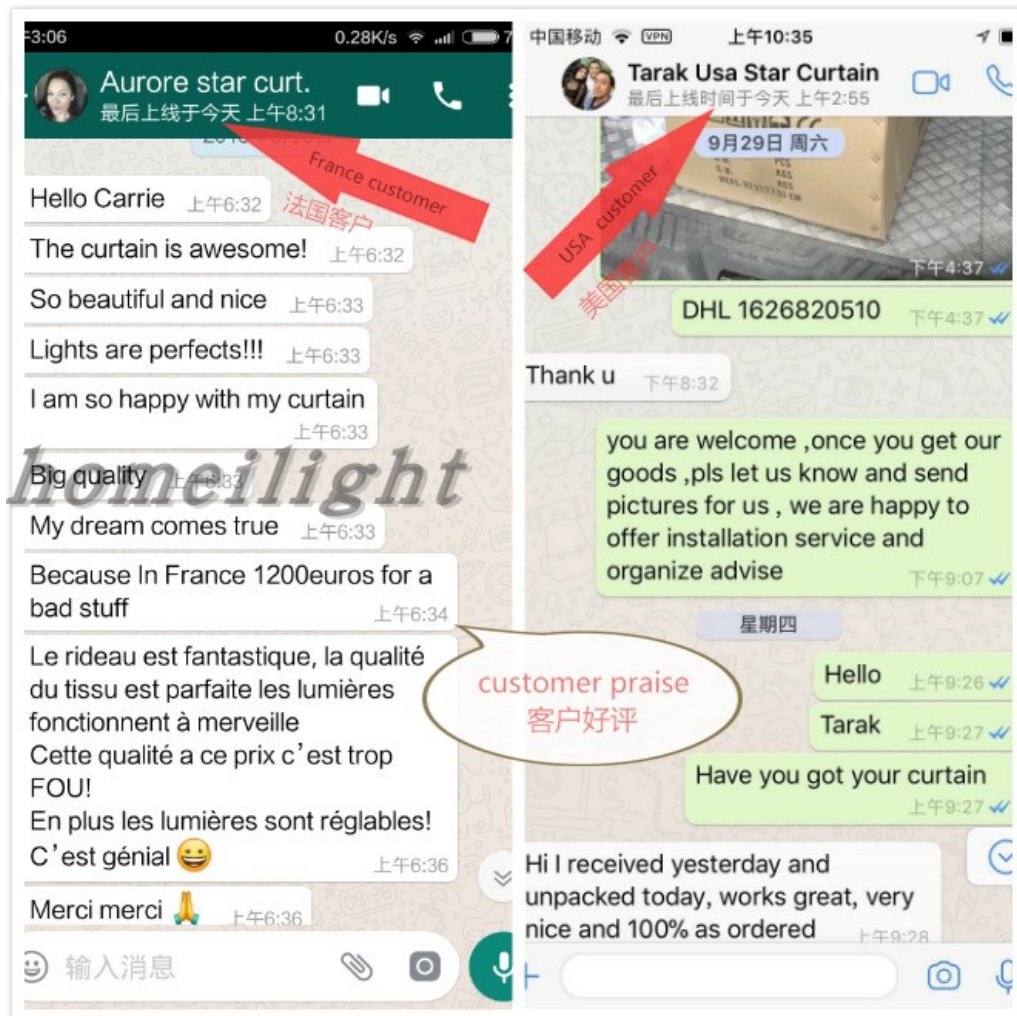 3:06
0.28K/s
7
Aurore star curt.
最后上线于今天 上午8:31
France customer
法国客户
Hello Carrie 上午6:32
The curtain is awesome! 上午6:32
So beautiful and nice 上午6:33
Lights are perfects!!! 上午6:33
I am so happy with my curtain
上午6:33
Big quality 上午6:33
homeilight
My dream comes true 上午6:33
Because In France 1200euros for a
bad stuff 上午6:34
Le rideau est fantastique, la qualité
du tissu est parfaite les lumières
fonctionnent à merveille
Cette qualité a ce prix c'est trop
FOU!
En plus les lumières sont réglables!
C'est génial 😀 上午6:36
Merci merci 🙏 上午6:36
输入消息
customer praise
客户好评
中国移动 VPN 上午10:35
Tarak Usa Star Curtain
最后上线时间于今天 上午2:55
9月29日 周六
PCS
KGS
KGS
CM
USA customer
美国客户
下午4:37
DHL 1626820510 下午4:37
Thank u 下午8:32
you are welcome ,once you get our
goods ,pls let us know and send
pictures for us , we are happy to
offer installation service and
organize advise 下午9:07
星期四
Hello 上午9:26
Tarak 上午9:27
Have you got your curtain
上午9:27
Hi I received yesterday and
unpacked today, works great, very
nice and 100% as ordered 上午9:28